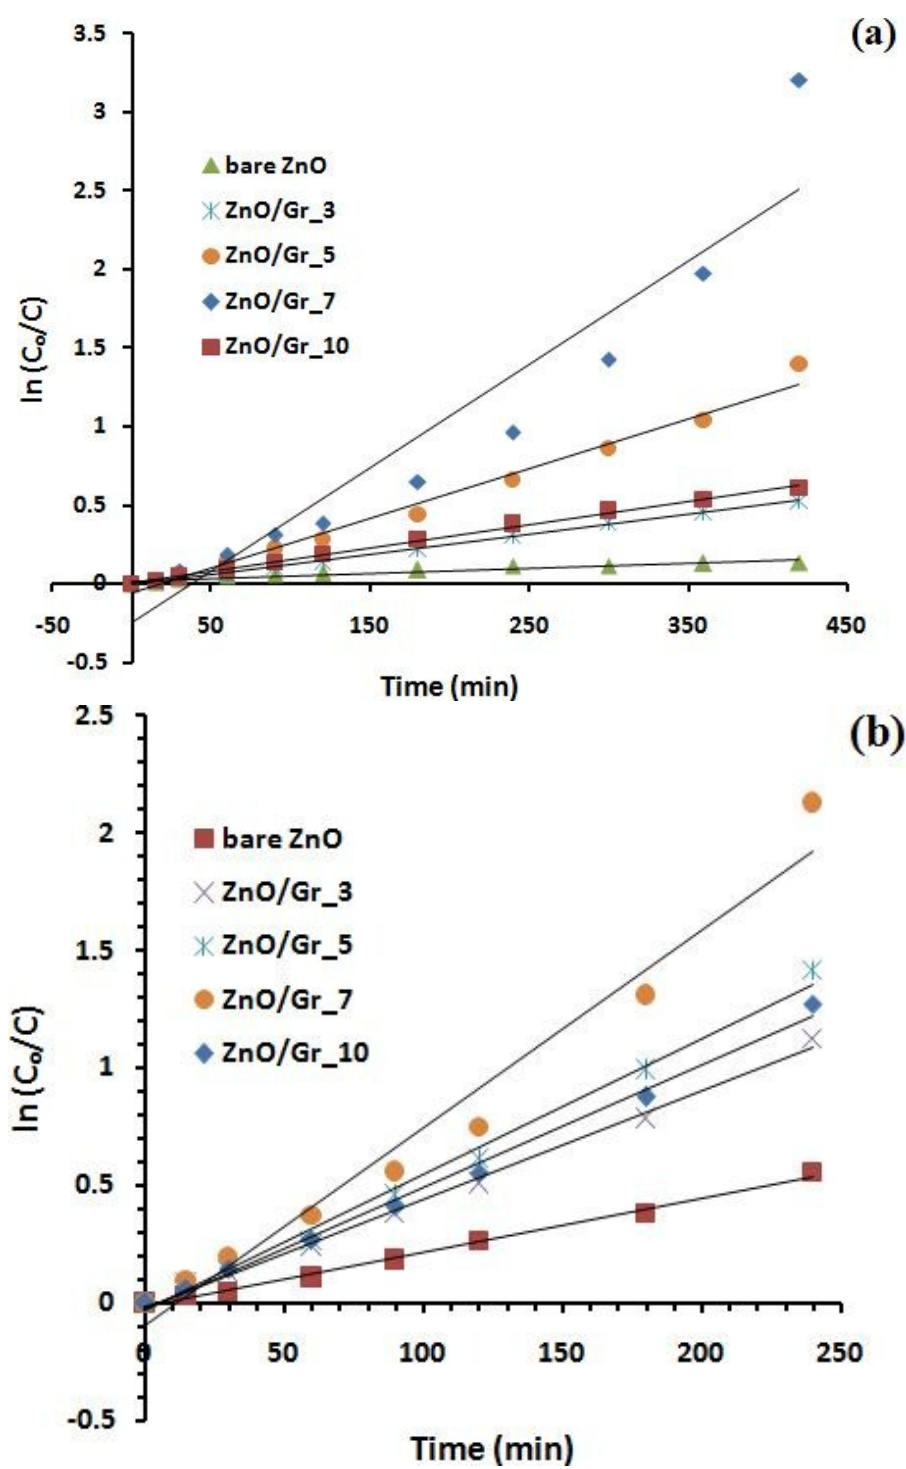 (a)
3.5
3
2.5
2
1.5
1
0.5
0
-0.5
ln (C₀/C)
bare ZnO
ZnO/Gr_3
ZnO/Gr_5
ZnO/Gr_7
ZnO/Gr_10
-50 50 150 250 350 450
Time (min)
(b)
2.5
2
1.5
1
0.5
0
-0.5
ln (C₀/C)
bare ZnO
ZnO/Gr_3
ZnO/Gr_5
ZnO/Gr_7
ZnO/Gr_10
0 50 100 150 200 250
Time (min)